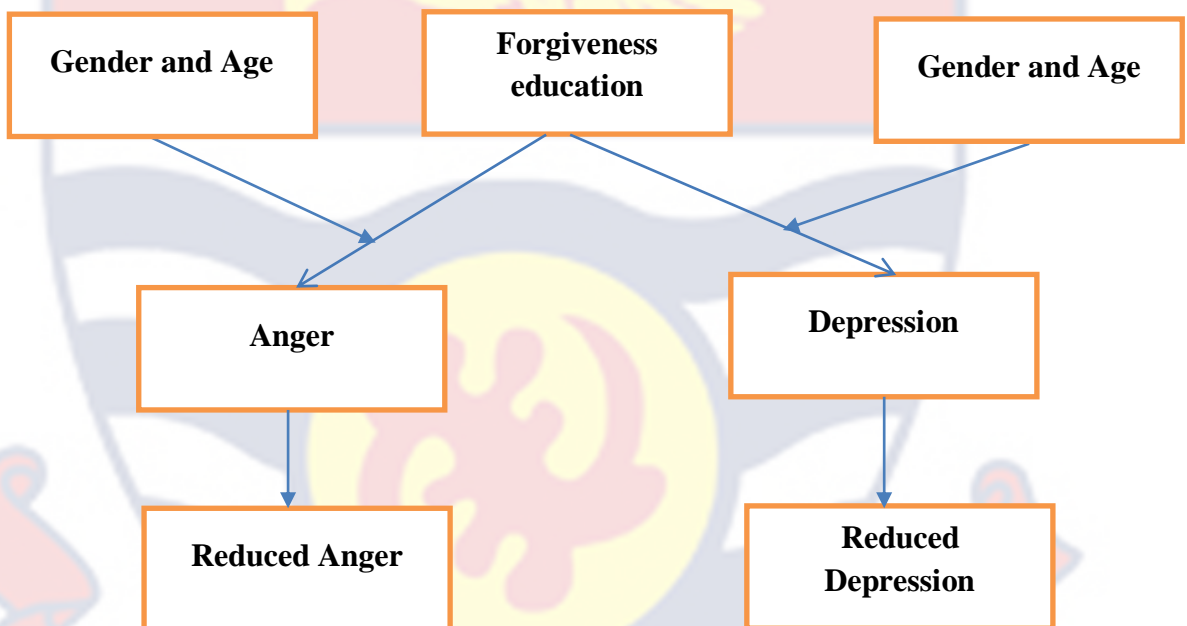 Gender and Age
Forgiveness
education
Gender and Age
Anger
Depression
Reduced Anger
Reduced
Depression